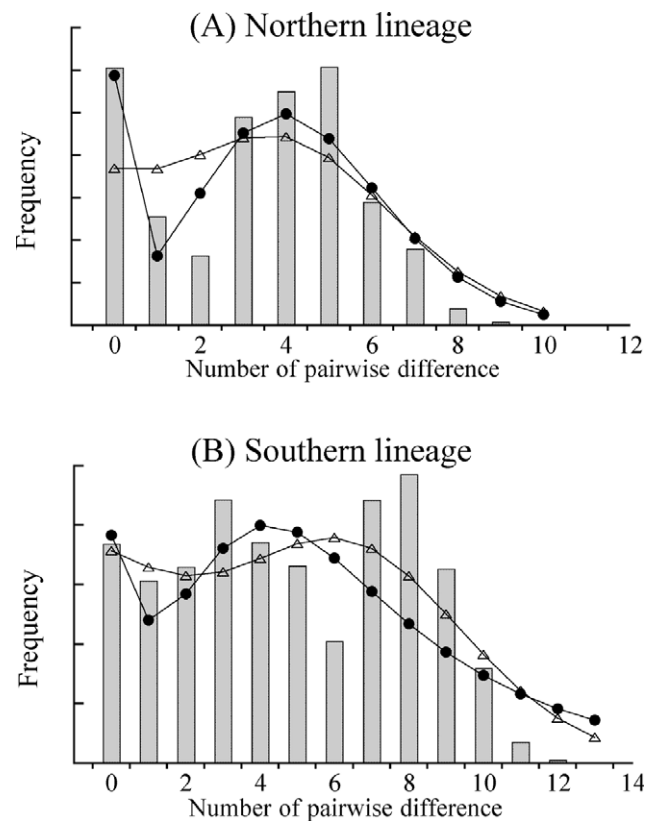 (A) Northern lineage
Frequency
0 2 4 6 8 10 12
Number of pairwise difference
(B) Southern lineage
Frequency
0 2 4 6 8 10 12 14
Number of pairwise difference